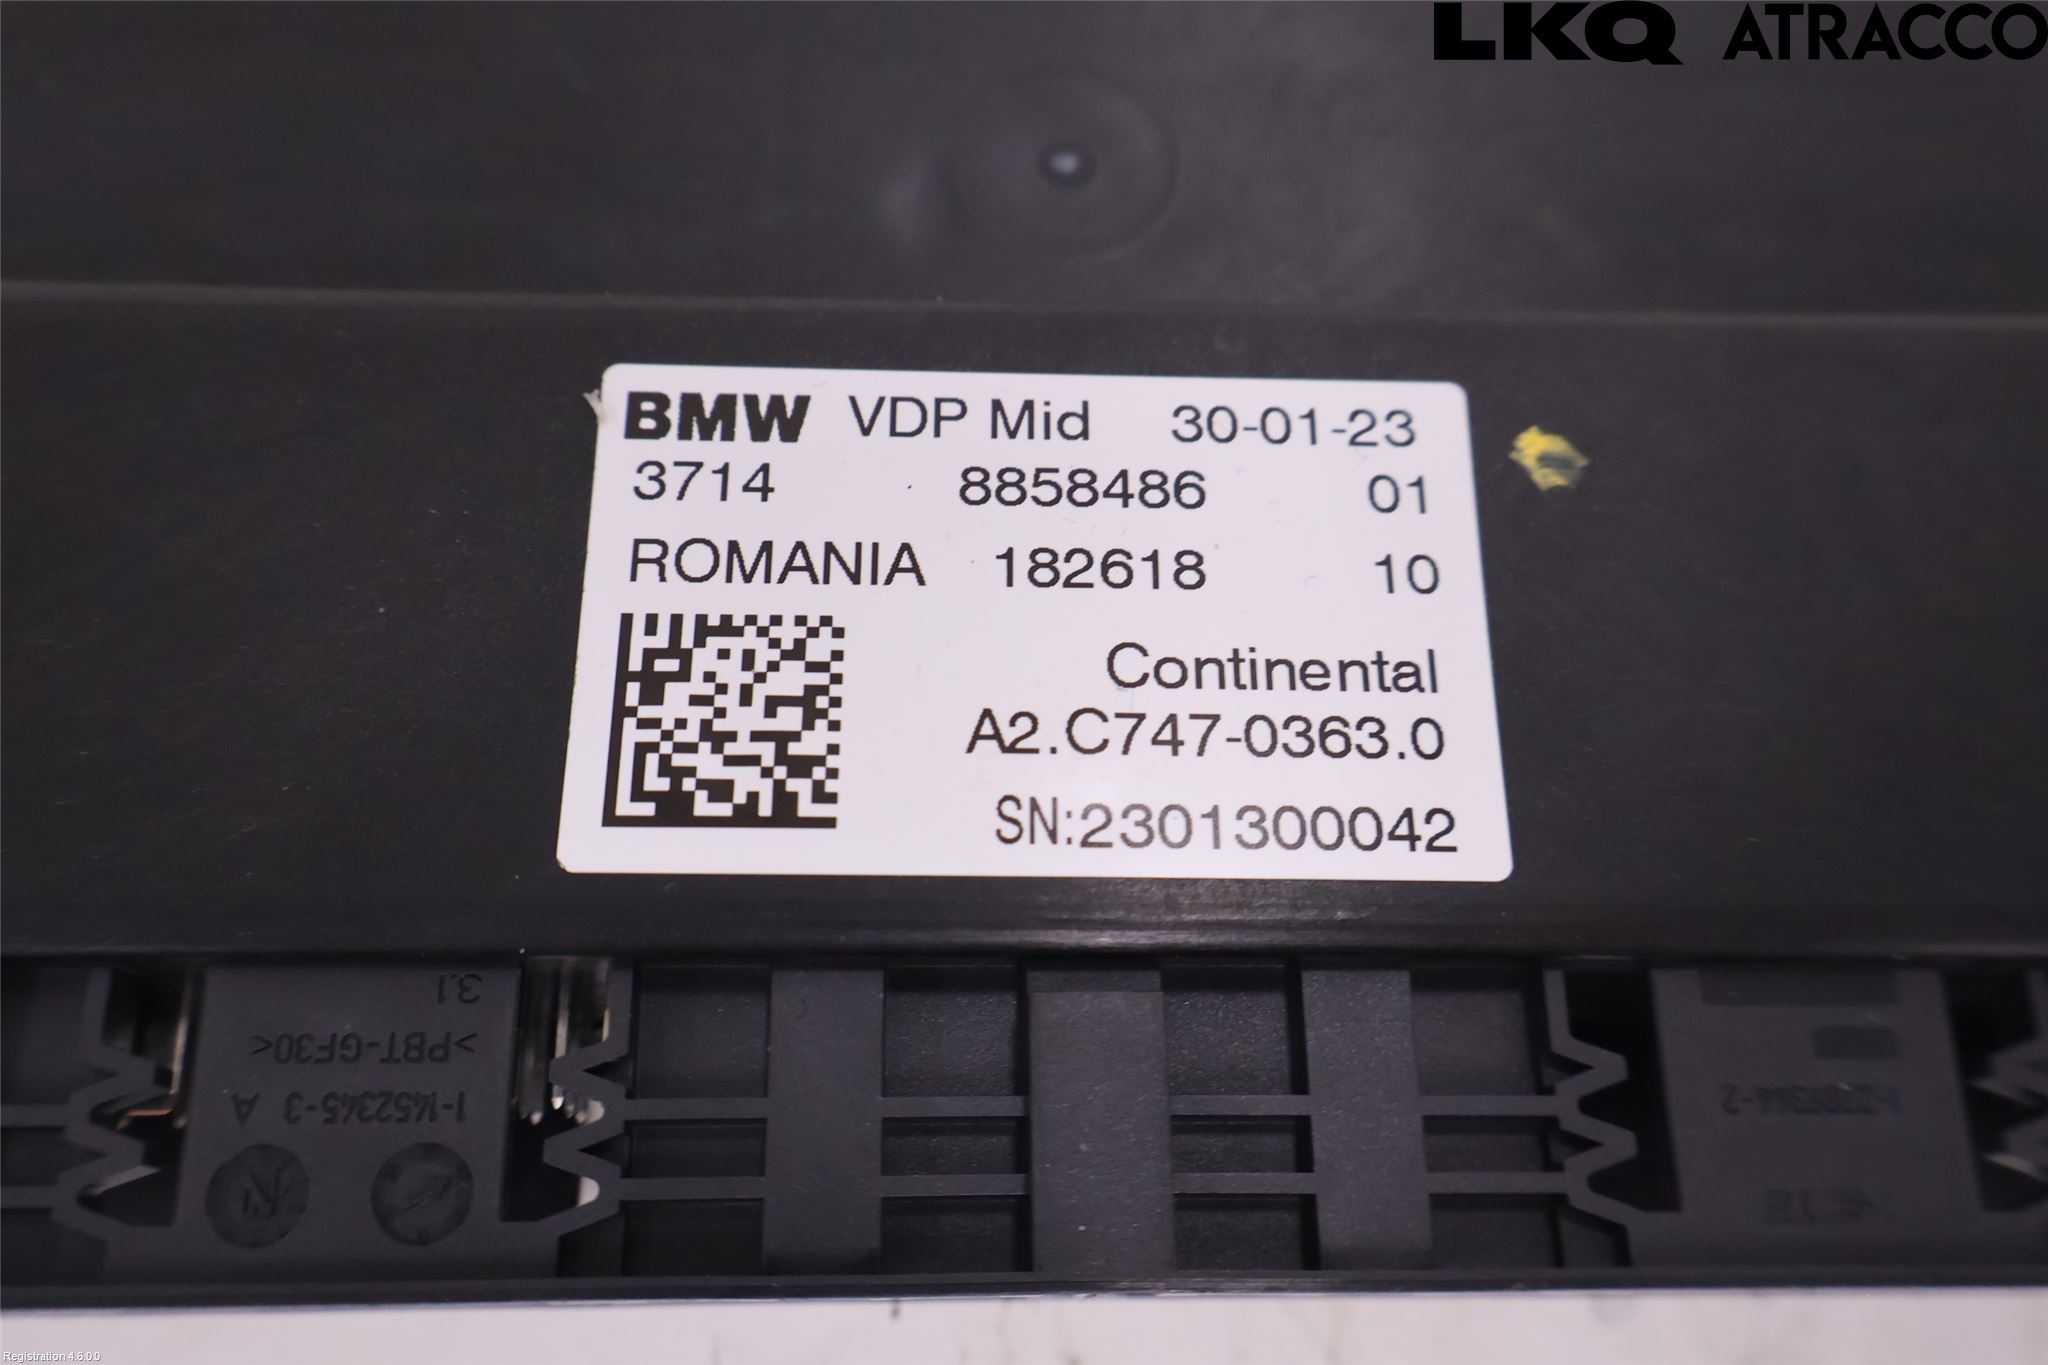 LKQ ATRACCO
BMW VDP Mid 30-01-23
3714 8858486 01
ROMANIA 182618 10
Continental
A2.C747-0363.0
SN:2301300042
3.1
>PBT-GF30<
1-1452345-3 A
Registration 4.6.0.0